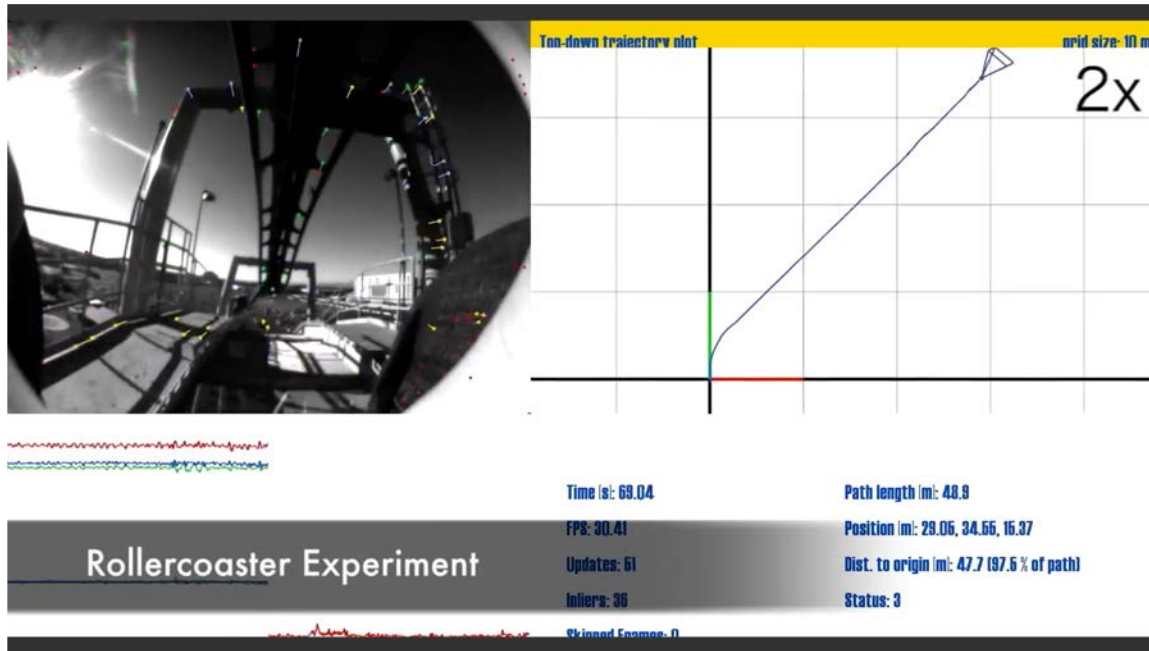 Top-down trajectory plot
grid size: 10 m
2x
Time (s): 69.04
Path length (m): 48.9
FPS: 30.41
Position (m): 29.05, 34.55, 15.37
Rollercoaster Experiment
Updates: 51
Dist. to origin (m): 47.7 (97.5 % of path)
Inliers: 36
Status: 3
Skipped Frames: 0